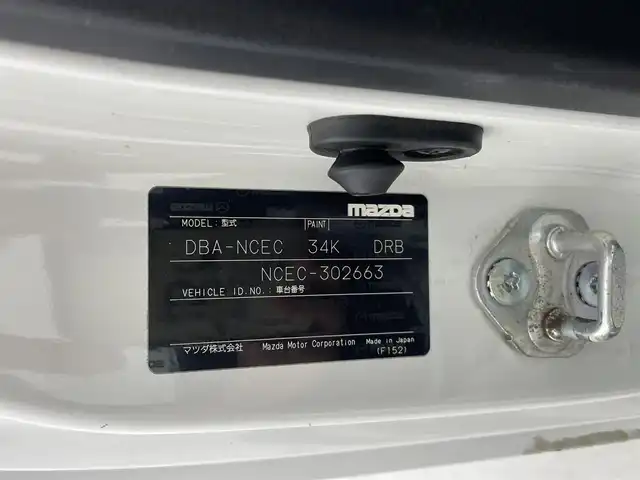 mazda
MODEL: 型式 PAINT
DBA-NCEC 34K DRB
NCEC-302663
VEHICLE ID.NO.: 車台番号
マツダ株式会社 Mazda Motor Corporation Made in Japan
(F152)